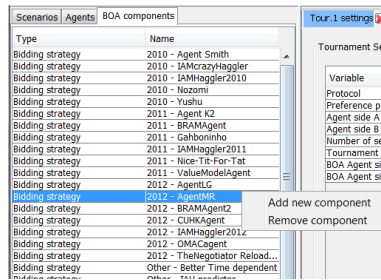 Scenarios Agents BOA components
Type Name
Bidding strategy 2010 - Agent Smith
Bidding strategy 2010 - IAMcrazyHaggler
Bidding strategy 2010 - IAMHaggler2010
Bidding strategy 2010 - Nozomi
Bidding strategy 2010 - Yushu
Bidding strategy 2011 - Agent K2
Bidding strategy 2011 - BRAMAgent
Bidding strategy 2011 - Gahboninho
Bidding strategy 2011 - IAMHaggler2011
Bidding strategy 2011 - Nice-Tit-For-Tat
Bidding strategy 2011 - ValueModelAgent
Bidding strategy 2012 - AgentLG
Bidding strategy 2012 - AgentMR
Bidding strategy 2012 - BRAMAgent2
Bidding strategy 2012 - CUHKAgent
Bidding strategy 2012 - IAMHaggler2012
Bidding strategy 2012 - OMACagent
Bidding strategy 2012 - TheNegotiator Reload...
Bidding strategy Other - Better Time dependent
Add new component
Remove component
Tour.1 settings
Tournament Se
Variable
Protocol
Preference p
Agent side A
Agent side B
Number of se
Tournament
BOA Agent si
BOA Agent si